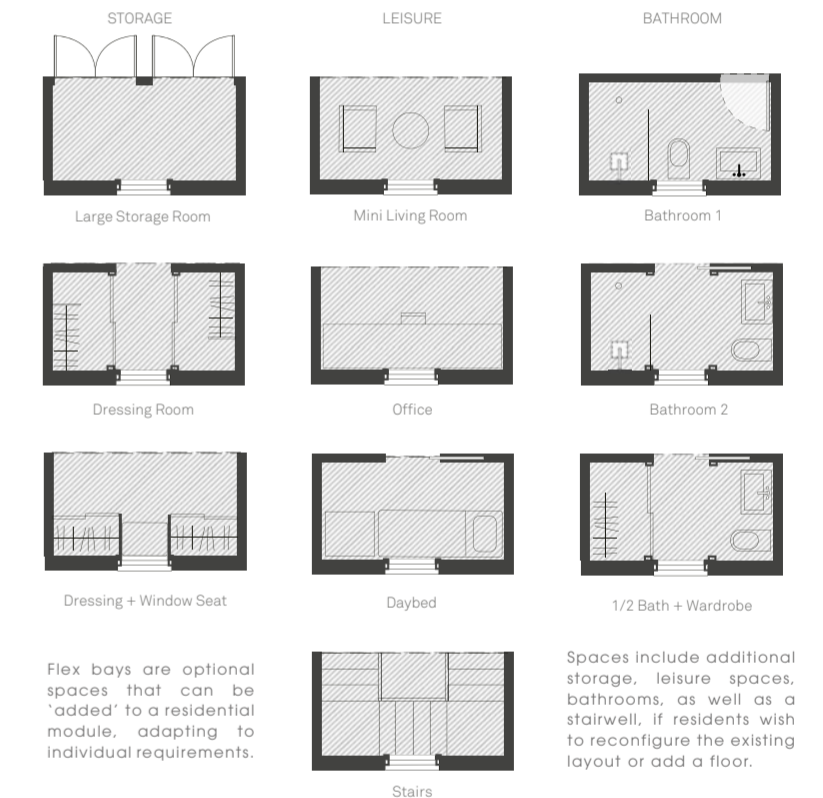 STORAGE
LEISURE
BATHROOM
Large Storage Room
Mini Living Room
Bathroom 1
Dressing Room
Office
Bathroom 2
Dressing + Window Seat
Daybed
1/2 Bath + Wardrobe
Flex bays are optional
spaces that can be
‘added’ to a residential
module, adapting to
individual requirements.
Stairs
Spaces include additional
storage, leisure spaces,
bathrooms, as well as a
stairwell, if residents wish
to reconfigure the existing
layout or add a floor.